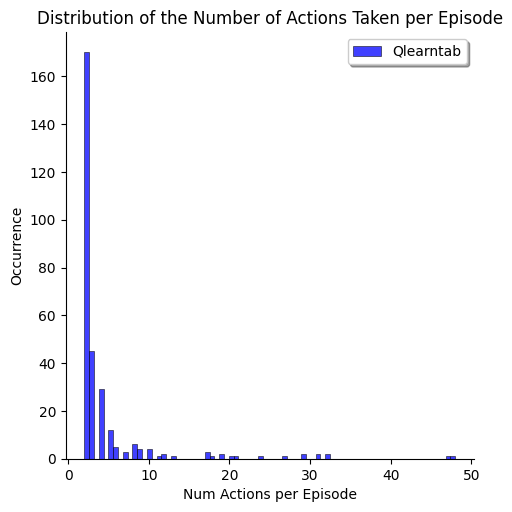 Distribution of the Number of Actions Taken per Episode
Qlearntab
160
140
120
100
80
60
40
20
0
Occurrence
0 10 20 30 40 50
Num Actions per Episode